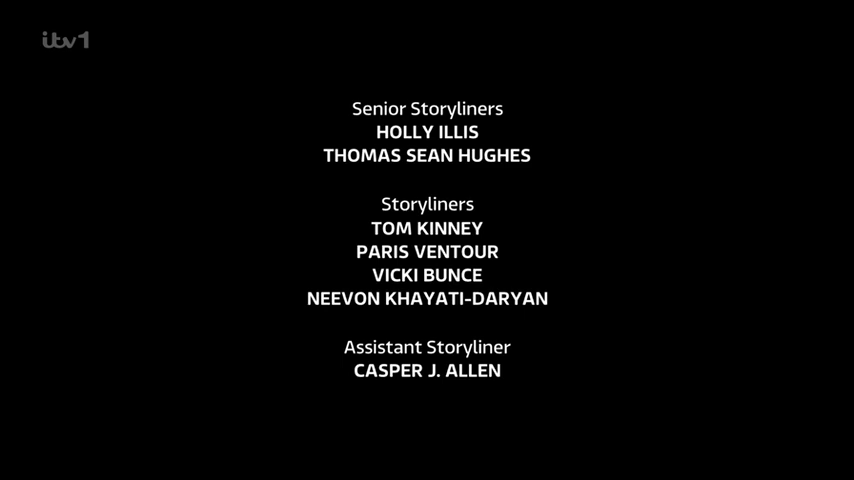 itv1
Senior Storyliners
HOLLY ILLIS
THOMAS SEAN HUGHES
Storyliners
TOM KINNEY
PARIS VENTOUR
VICKI BUNCE
NEEVON KHAYATI-DARYAN
Assistant Storyliner
CASPER J. ALLEN